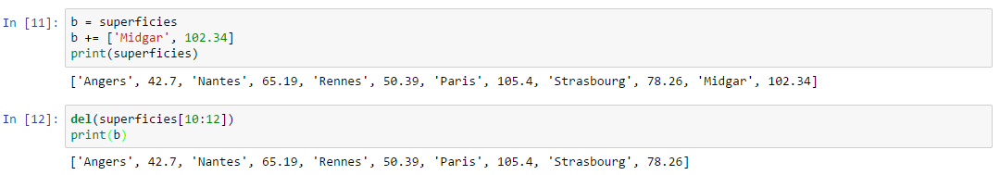 In [11]: b = superficies
b += ['Midgar', 102.34]
print(superficies)
['Angers', 42.7, 'Nantes', 65.19, 'Rennes', 50.39, 'Paris', 105.4, 'Strasbourg', 78.26, 'Midgar', 102.34]
In [12]: del(superficies[10:12])
print(b)
['Angers', 42.7, 'Nantes', 65.19, 'Rennes', 50.39, 'Paris', 105.4, 'Strasbourg', 78.26]